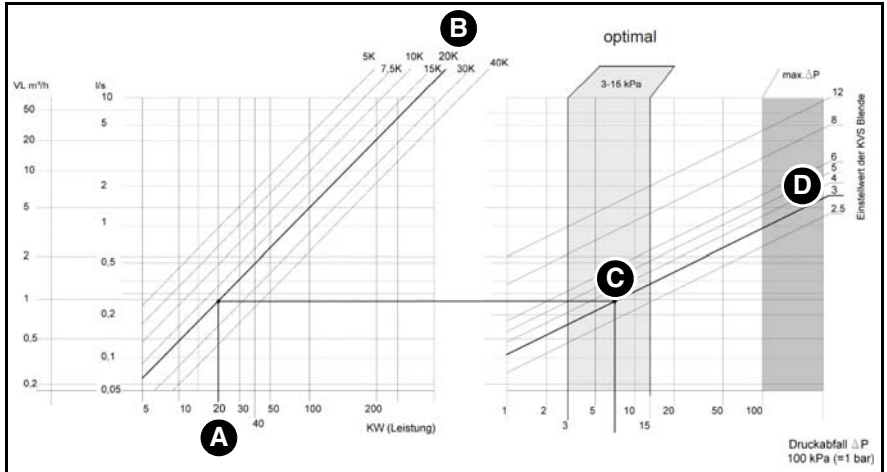 B
optimal
5K 10K 20K
7,5K 15K 30K 40K
3-15 kPa
max. ΔP
VL m³/h l/s
10
50
5
20
10
2
5
1
2
0,5
1
0,2
0,5
0,1
0,2
0,05
5 10 20 30 100 200
40
KW (Leistung)
A
12
8
6
5
4
3
2.5
Einstellwert der KVS Blende
D
C
1 2 5 10 20 50 100
3 15
Druckabfall ΔP
100 kPa (=1 bar)